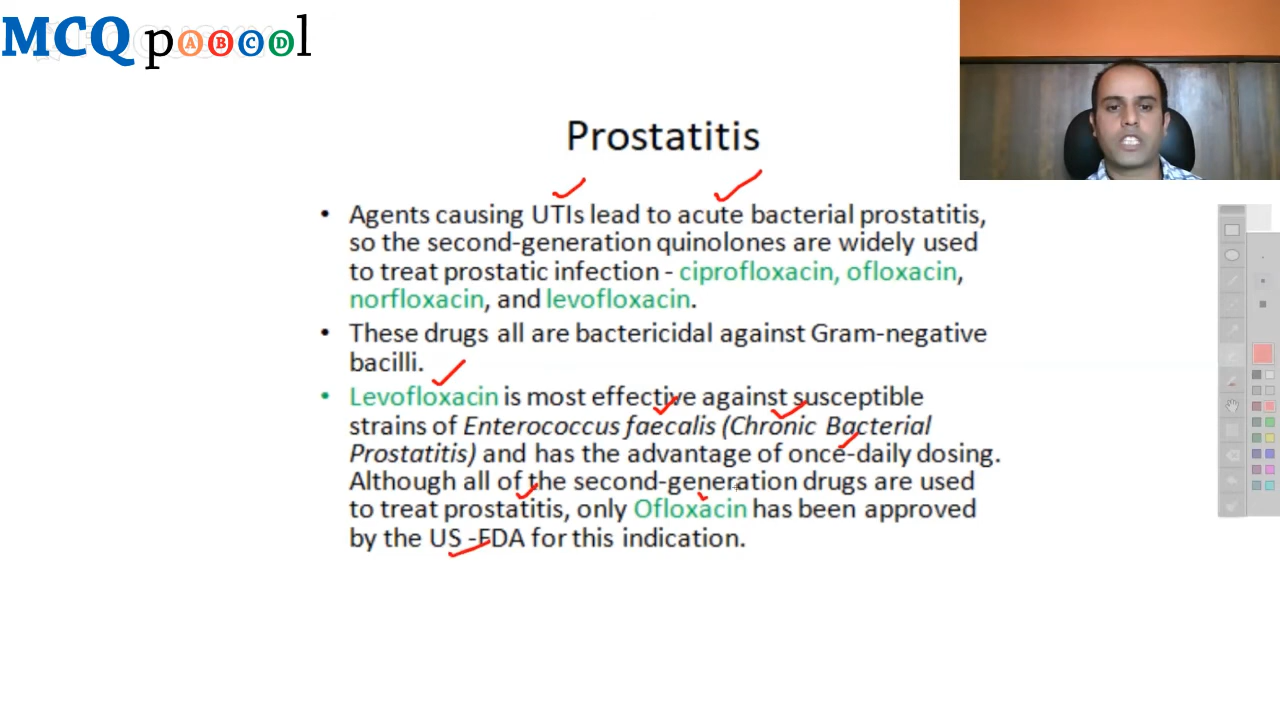 MCQ pABCDl
Prostatitis
• Agents causing UTIs lead to acute bacterial prostatitis,
so the second-generation quinolones are widely used
to treat prostatic infection - ciprofloxacin, ofloxacin,
norfloxacin, and levofloxacin.
• These drugs all are bactericidal against Gram-negative
bacilli.
• Levofloxacin is most effective against susceptible
strains of Enterococcus faecalis (Chronic Bacterial
Prostatitis) and has the advantage of once-daily dosing.
Although all of the second-generation drugs are used
to treat prostatitis, only Ofloxacin has been approved
by the US -FDA for this indication.